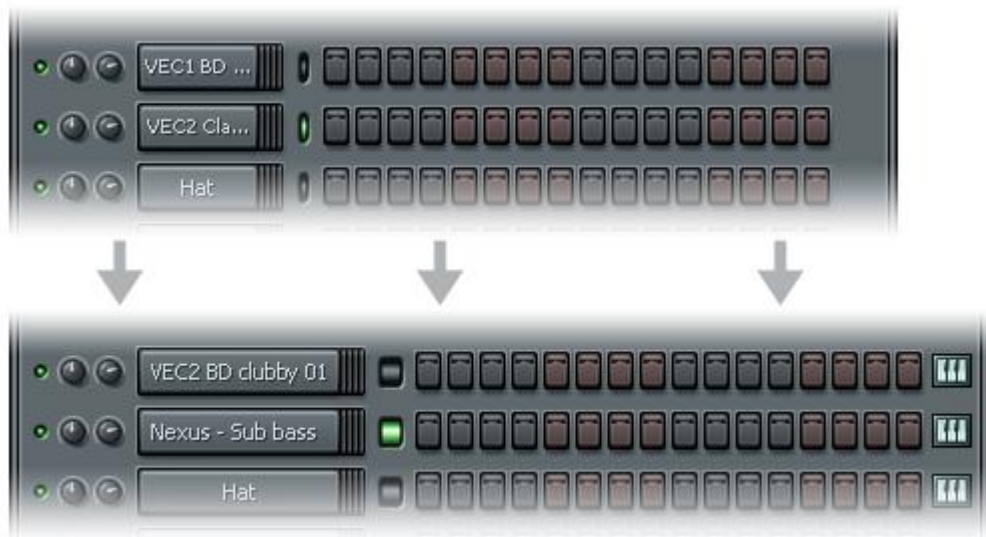 VEC1 BD ...
VEC2 Cla...
Hat
VEC2 BD clubby 01
Nexus - Sub bass
Hat